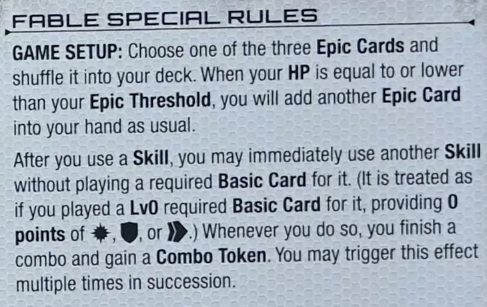 FABLE SPECIAL RULES
GAME SETUP: Choose one of the three Epic Cards and
shuffle it into your deck. When your HP is equal to or lower
than your Epic Threshold, you will add another Epic Card
into your hand as usual.
After you use a Skill, you may immediately use another Skill
without playing a required Basic Card for it. (It is treated as
if you played a Lv0 required Basic Card for it, providing 0
points of , , or .) Whenever you do so, you finish a
combo and gain a Combo Token. You may trigger this effect
multiple times in succession.